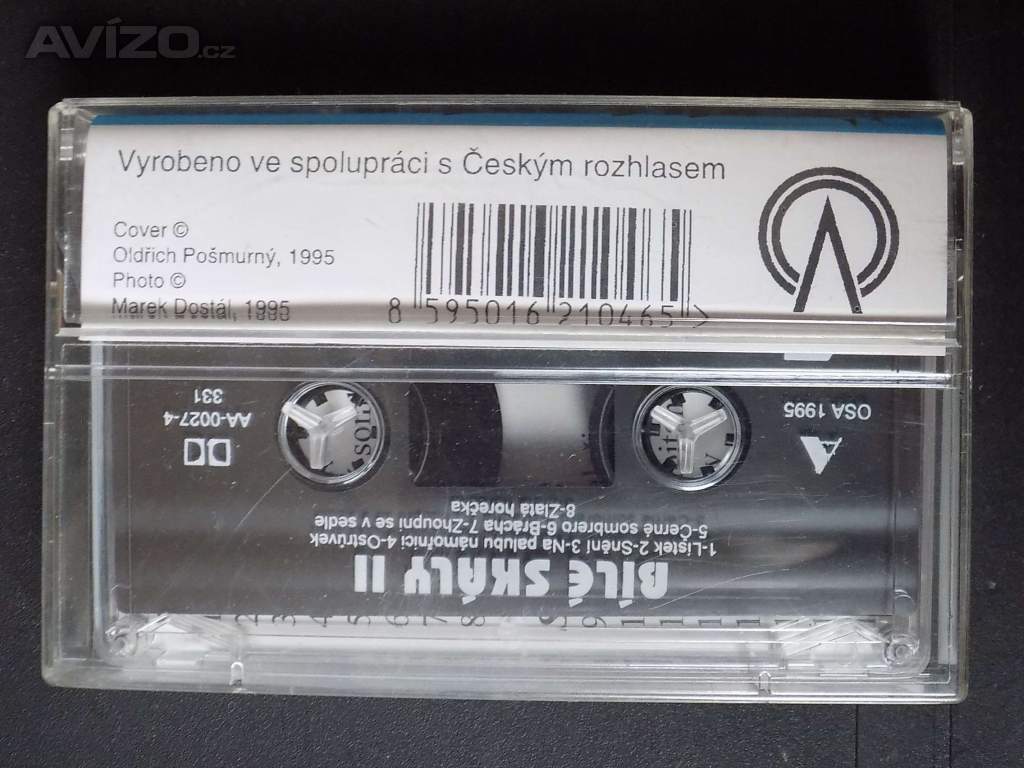 AVÍZO.cz
Vyrobeno ve spolupráci s Českým rozhlasem
Cover ©
Oldřich Pošmurný, 1995
Photo ©
Marek Dostál, 1995
8 595016 210465 >
BÍLÉ SKÁLY II
1-Lístek 2-Snění 3-Na palubu námořníci 4-Ostrůvek
5-Černé sombrero 6-Brácha 7-Zhoupni se v sedle
8-Zlatá horečka
OSA 1995
AA-0027-4
331